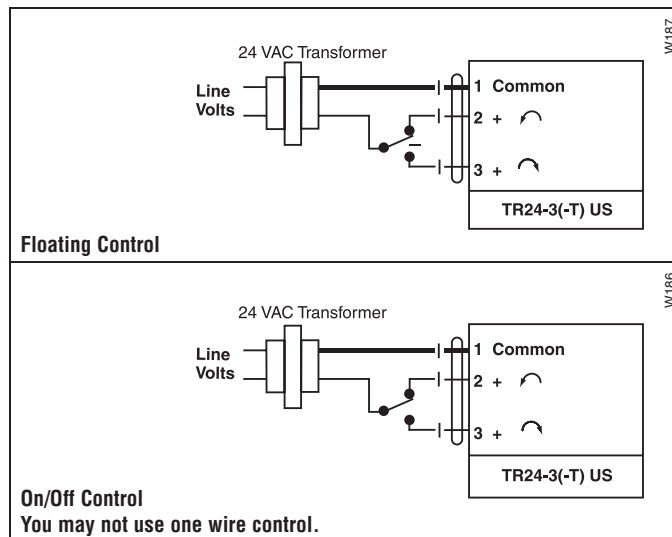 W187
24 VAC Transformer
Line
Volts
1 Common
2 +
3 +
TR24-3(-T) US
Floating Control
W186
24 VAC Transformer
Line
Volts
1 Common
2 +
3 +
TR24-3(-T) US
On/Off Control
You may not use one wire control.